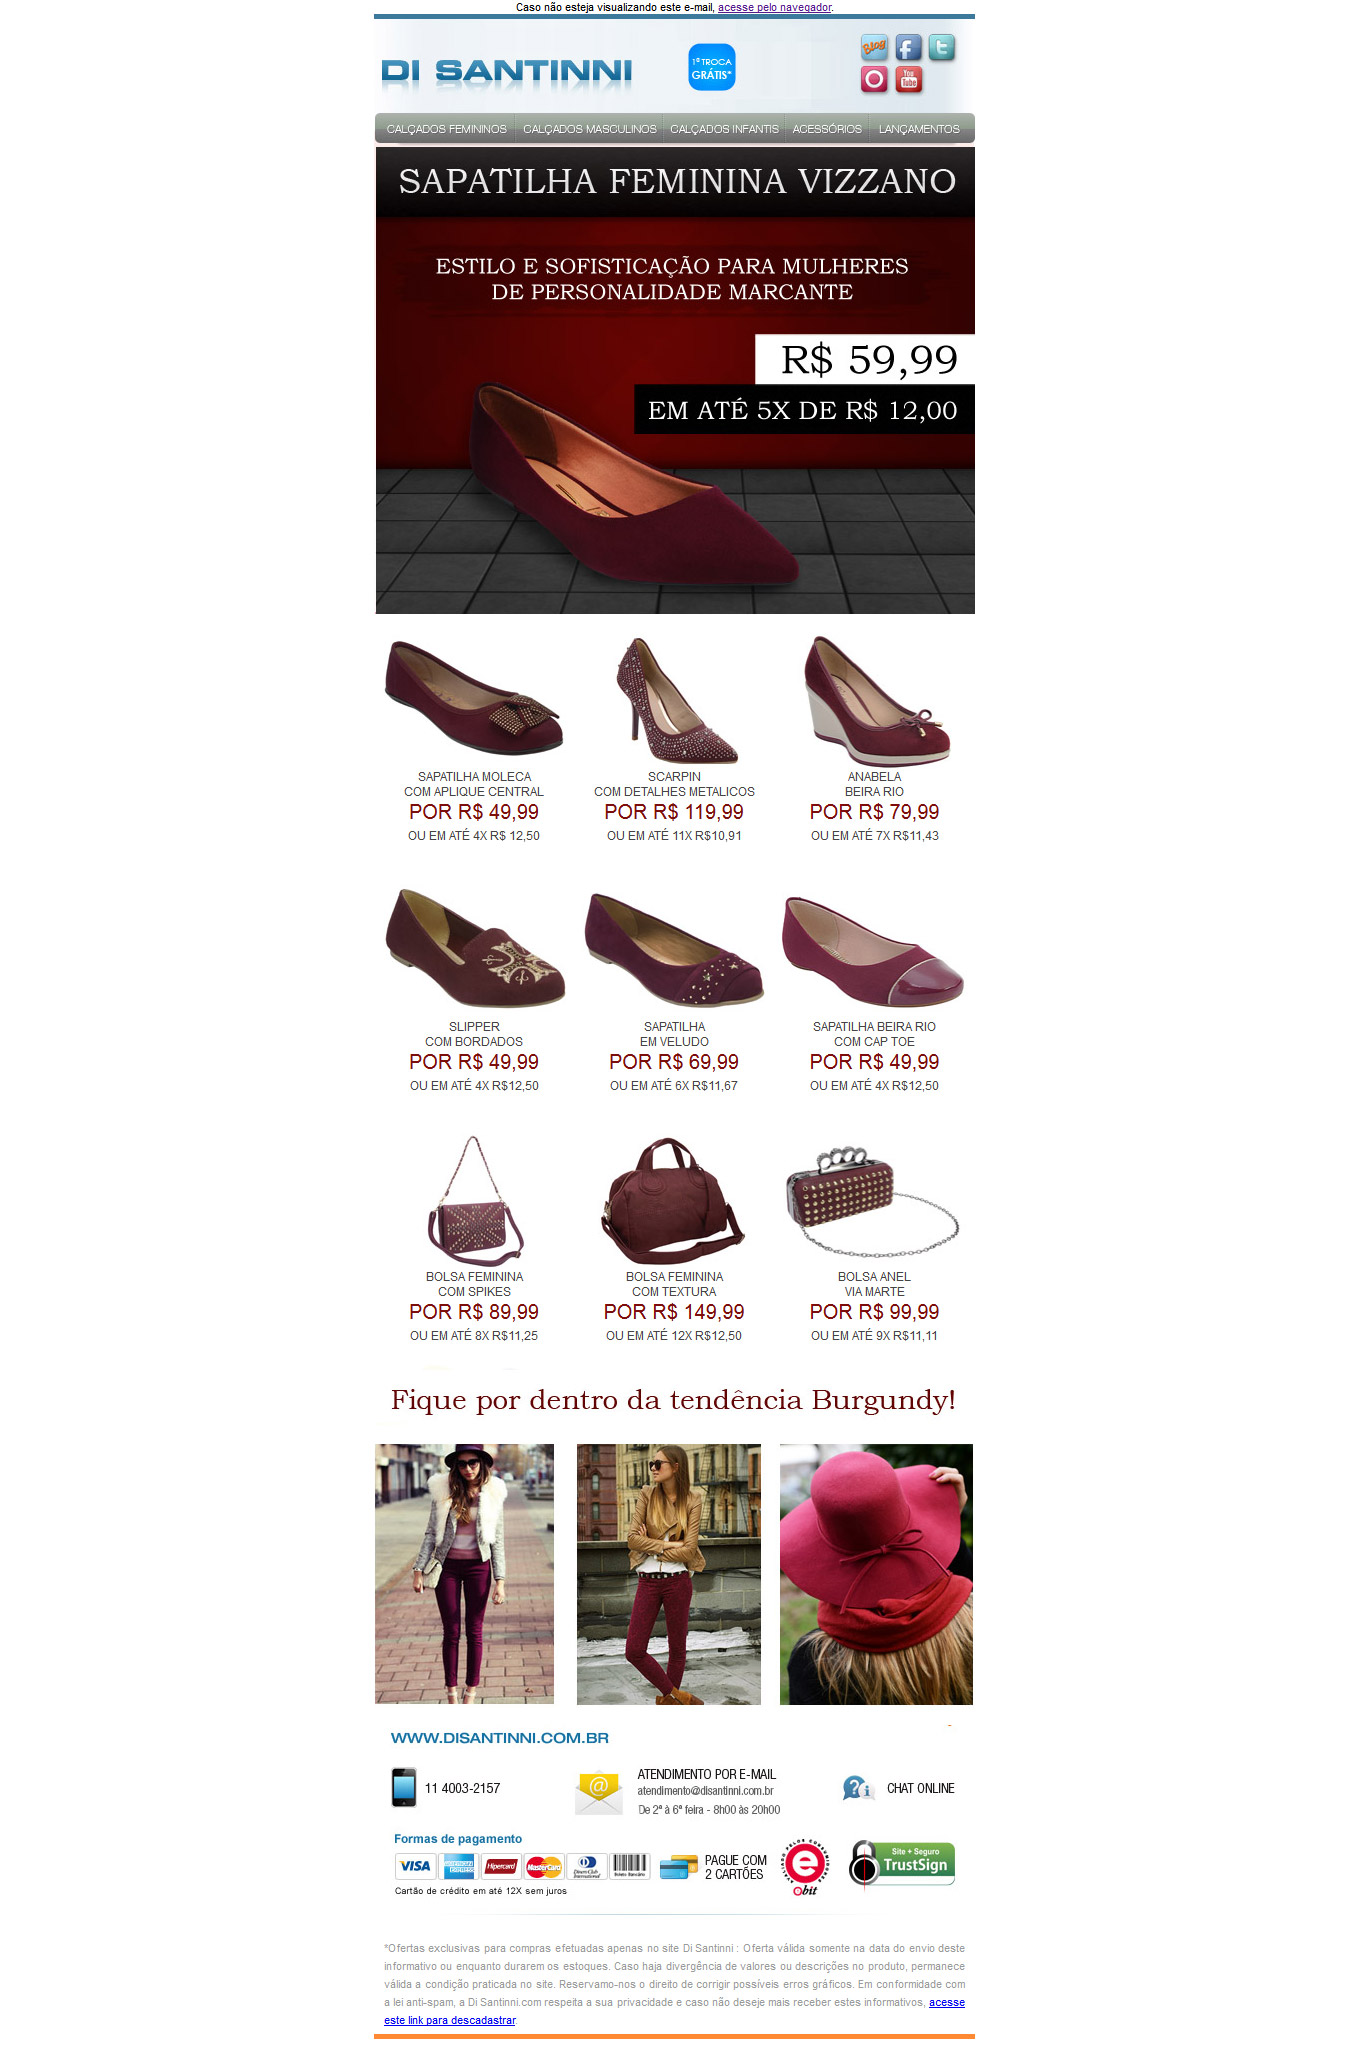 Caso não esteja visualizando este e-mail, acesse pelo navegador.
DI SANTINNI
1ª TROCA
GRÁTIS*
Blog
You
Tube
CALÇADOS FEMININOS CALÇADOS MASCULINOS CALÇADOS INFANTIS ACESSÓRIOS LANÇAMENTOS
SAPATILHA FEMININA VIZZANO
ESTILO E SOFISTICAÇÃO PARA MULHERES
DE PERSONALIDADE MARCANTE
R$ 59,99
EM ATÉ 5X DE R$ 12,00
SAPATILHA MOLECA
COM APLIQUE CENTRAL
POR R$ 49,99
OU EM ATÉ 4X R$ 12,50
SCARPIN
COM DETALHES METALICOS
POR R$ 119,99
OU EM ATÉ 11X R$10,91
ANABELA
BEIRA RIO
POR R$ 79,99
OU EM ATÉ 7X R$11,43
SLIPPER
COM BORDADOS
POR R$ 49,99
OU EM ATÉ 4X R$12,50
SAPATILHA
EM VELUDO
POR R$ 69,99
OU EM ATÉ 6X R$11,67
SAPATILHA BEIRA RIO
COM CAP TOE
POR R$ 49,99
OU EM ATÉ 4X R$12,50
BOLSA FEMININA
COM SPIKES
POR R$ 89,99
OU EM ATÉ 8X R$11,25
BOLSA FEMININA
COM TEXTURA
POR R$ 149,99
OU EM ATÉ 12X R$12,50
BOLSA ANEL
VIA MARTE
POR R$ 99,99
OU EM ATÉ 9X R$11,11
Fique por dentro da tendência Burgundy!
WWW.DISANTINNI.COM.BR
11 4003-2157
ATENDIMENTO POR E-MAIL
atendimento@disantinni.com.br
De 2ª à 6ª feira - 8h00 às 20h00
CHAT ONLINE
Formas de pagamento
VISA
Hipercard
MasterCard
Diners Club
International
Boleto Bancário
PAGUE COM
2 CARTÕES
ebit
Site + Seguro
TrustSign
Cartão de crédito em até 12X sem juros
*Ofertas exclusivas para compras efetuadas apenas no site Di Santinni : Oferta válida somente na data do envio deste
informativo ou enquanto durarem os estoques. Caso haja divergência de valores ou descrições no produto, permanece
válida a condição praticada no site. Reservamo-nos o direito de corrigir possíveis erros gráficos. Em conformidade com
a lei anti-spam, a Di Santinni.com respeita a sua privacidade e caso não deseje mais receber estes informativos, acesse
este link para descadastrar.